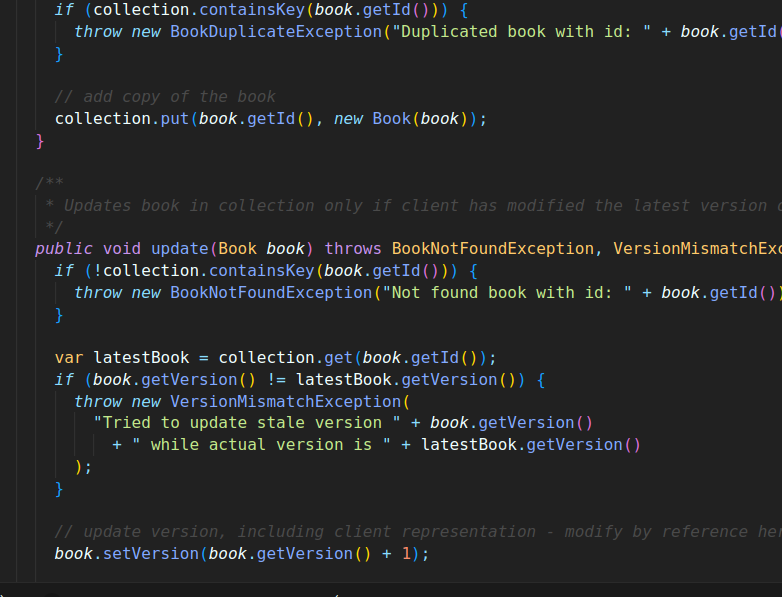 if (collection.containsKey(book.getId())) {
throw new BookDuplicateException("Duplicated book with id: " + book.getId(
}
// add copy of the book
collection.put(book.getId(), new Book(book));
}
/**
* Updates book in collection only if client has modified the latest version
*/
public void update(Book book) throws BookNotFoundException, VersionMismatchExc
if (!collection.containsKey(book.getId())) {
throw new BookNotFoundException("Not found book with id: " + book.getId())
}
var latestBook = collection.get(book.getId());
if (book.getVersion() != latestBook.getVersion()) {
throw new VersionMismatchException(
"Tried to update stale version " + book.getVersion()
+ " while actual version is " + latestBook.getVersion()
);
}
// update version, including client representation - modify by reference her
book.setVersion(book.getVersion() + 1);